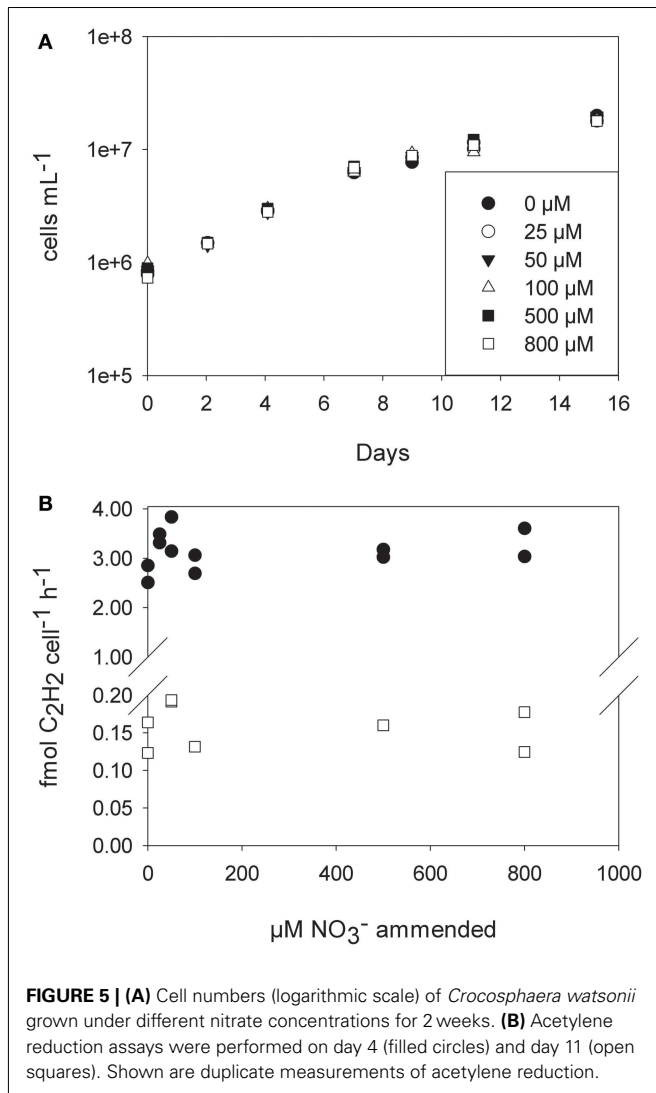 A
1e+8
1e+7
1e+6
1e+5
cells mL-1
0 µM
25 µM
50 µM
100 µM
500 µM
800 µM
0 2 4 6 8 10 12 14 16
Days
B
4.00
3.00
2.00
1.00
0.20
0.15
0.10
0.05
0.00
fmol C2H2 cell-1 h-1
0 200 400 600 800 1000
µM NO3- ammended
FIGURE 5 | (A) Cell numbers (logarithmic scale) of Crocosphaera watsonii
grown under different nitrate concentrations for 2 weeks. (B) Acetylene
reduction assays were performed on day 4 (filled circles) and day 11 (open
squares). Shown are duplicate measurements of acetylene reduction.